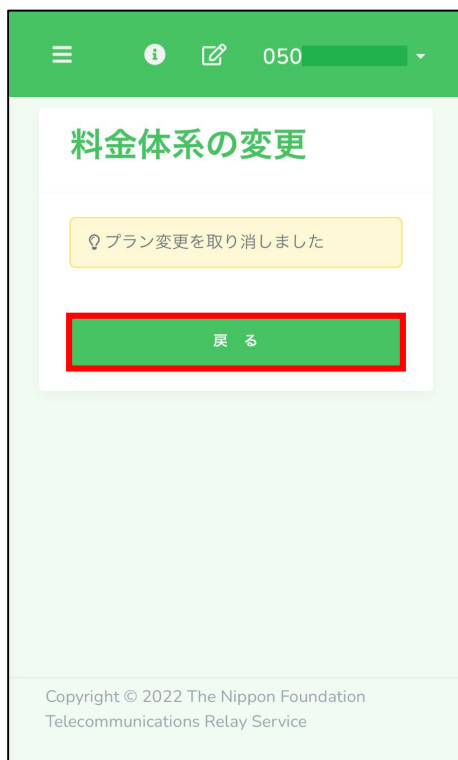 050
料金体系の変更
プラン変更を取り消しました
戻 る
Copyright © 2022 The Nippon Foundation
Telecommunications Relay Service